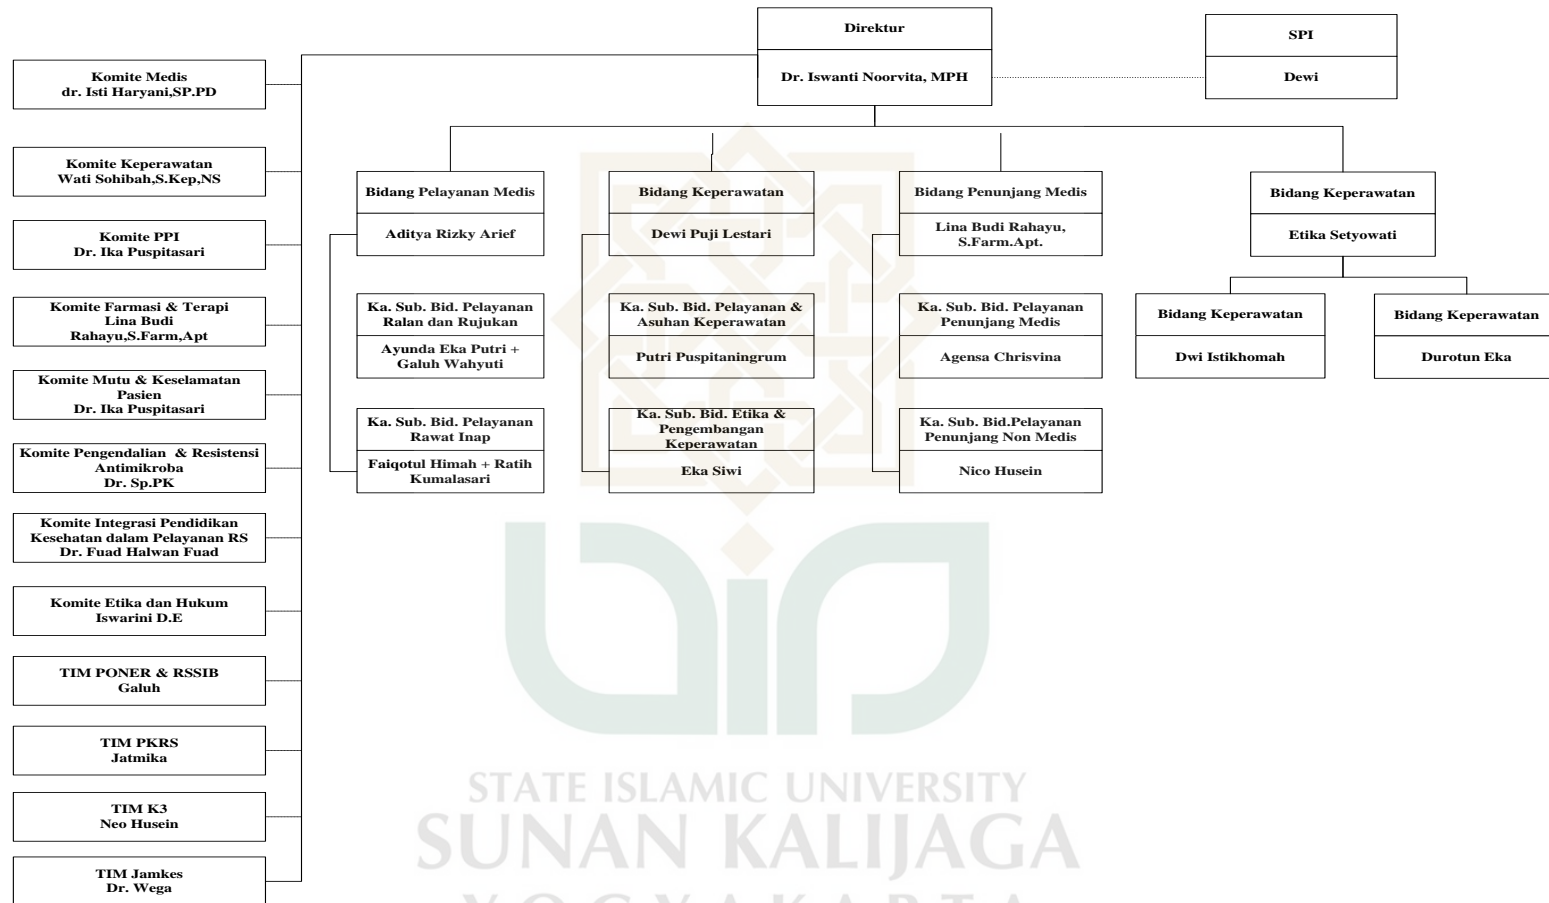 Direktur
Dr. Iswanti Noorvita, MPH
SPI
Dewi
Komite Medis
dr. Isti Haryani,SP.PD
Komite Keperawatan
Wati Sohibah,S.Kep,NS
Komite PPI
Dr. Ika Puspitasari
Komite Farmasi & Terapi
Lina Budi
Rahayu,S.Farm,Apt
Komite Mutu & Keselamatan
Pasien
Dr. Ika Puspitasari
Komite Pengendalian & Resistensi
Antimikroba
Dr. Sp.PK
Komite Integrasi Pendidikan
Kesehatan dalam Pelayanan RS
Dr. Fuad Halwan Fuad
Komite Etika dan Hukum
Iswarini D.E
TIM PONER & RSSIB
Galuh
TIM PKRS
Jatmika
TIM K3
Neo Husein
TIM Jamkes
Dr. Wega
Bidang Pelayanan Medis
Aditya Rizky Arief
Ka. Sub. Bid. Pelayanan
Ralan dan Rujukan
Ayunda Eka Putri +
Galuh Wahyuti
Ka. Sub. Bid. Pelayanan
Rawat Inap
Faiqotul Himah + Ratih
Kumalasari
Bidang Keperawatan
Dewi Puji Lestari
Ka. Sub. Bid. Pelayanan &
Asuhan Keperawatan
Putri Puspitaningrum
Ka. Sub. Bid. Etika &
Pengembangan
Keperawatan
Eka Siwi
Bidang Penunjang Medis
Lina Budi Rahayu,
S.Farm.Apt.
Ka. Sub. Bid. Pelayanan
Penunjang Medis
Agensa Chrisvina
Ka. Sub. Bid.Pelayanan
Penunjang Non Medis
Nico Husein
Bidang Keperawatan
Etika Setyowati
Bidang Keperawatan
Dwi Istikhomah
Bidang Keperawatan
Durotun Eka
STATE ISLAMIC UNIVERSITY
SUNAN KALIJAGA
YOGYAKARTA